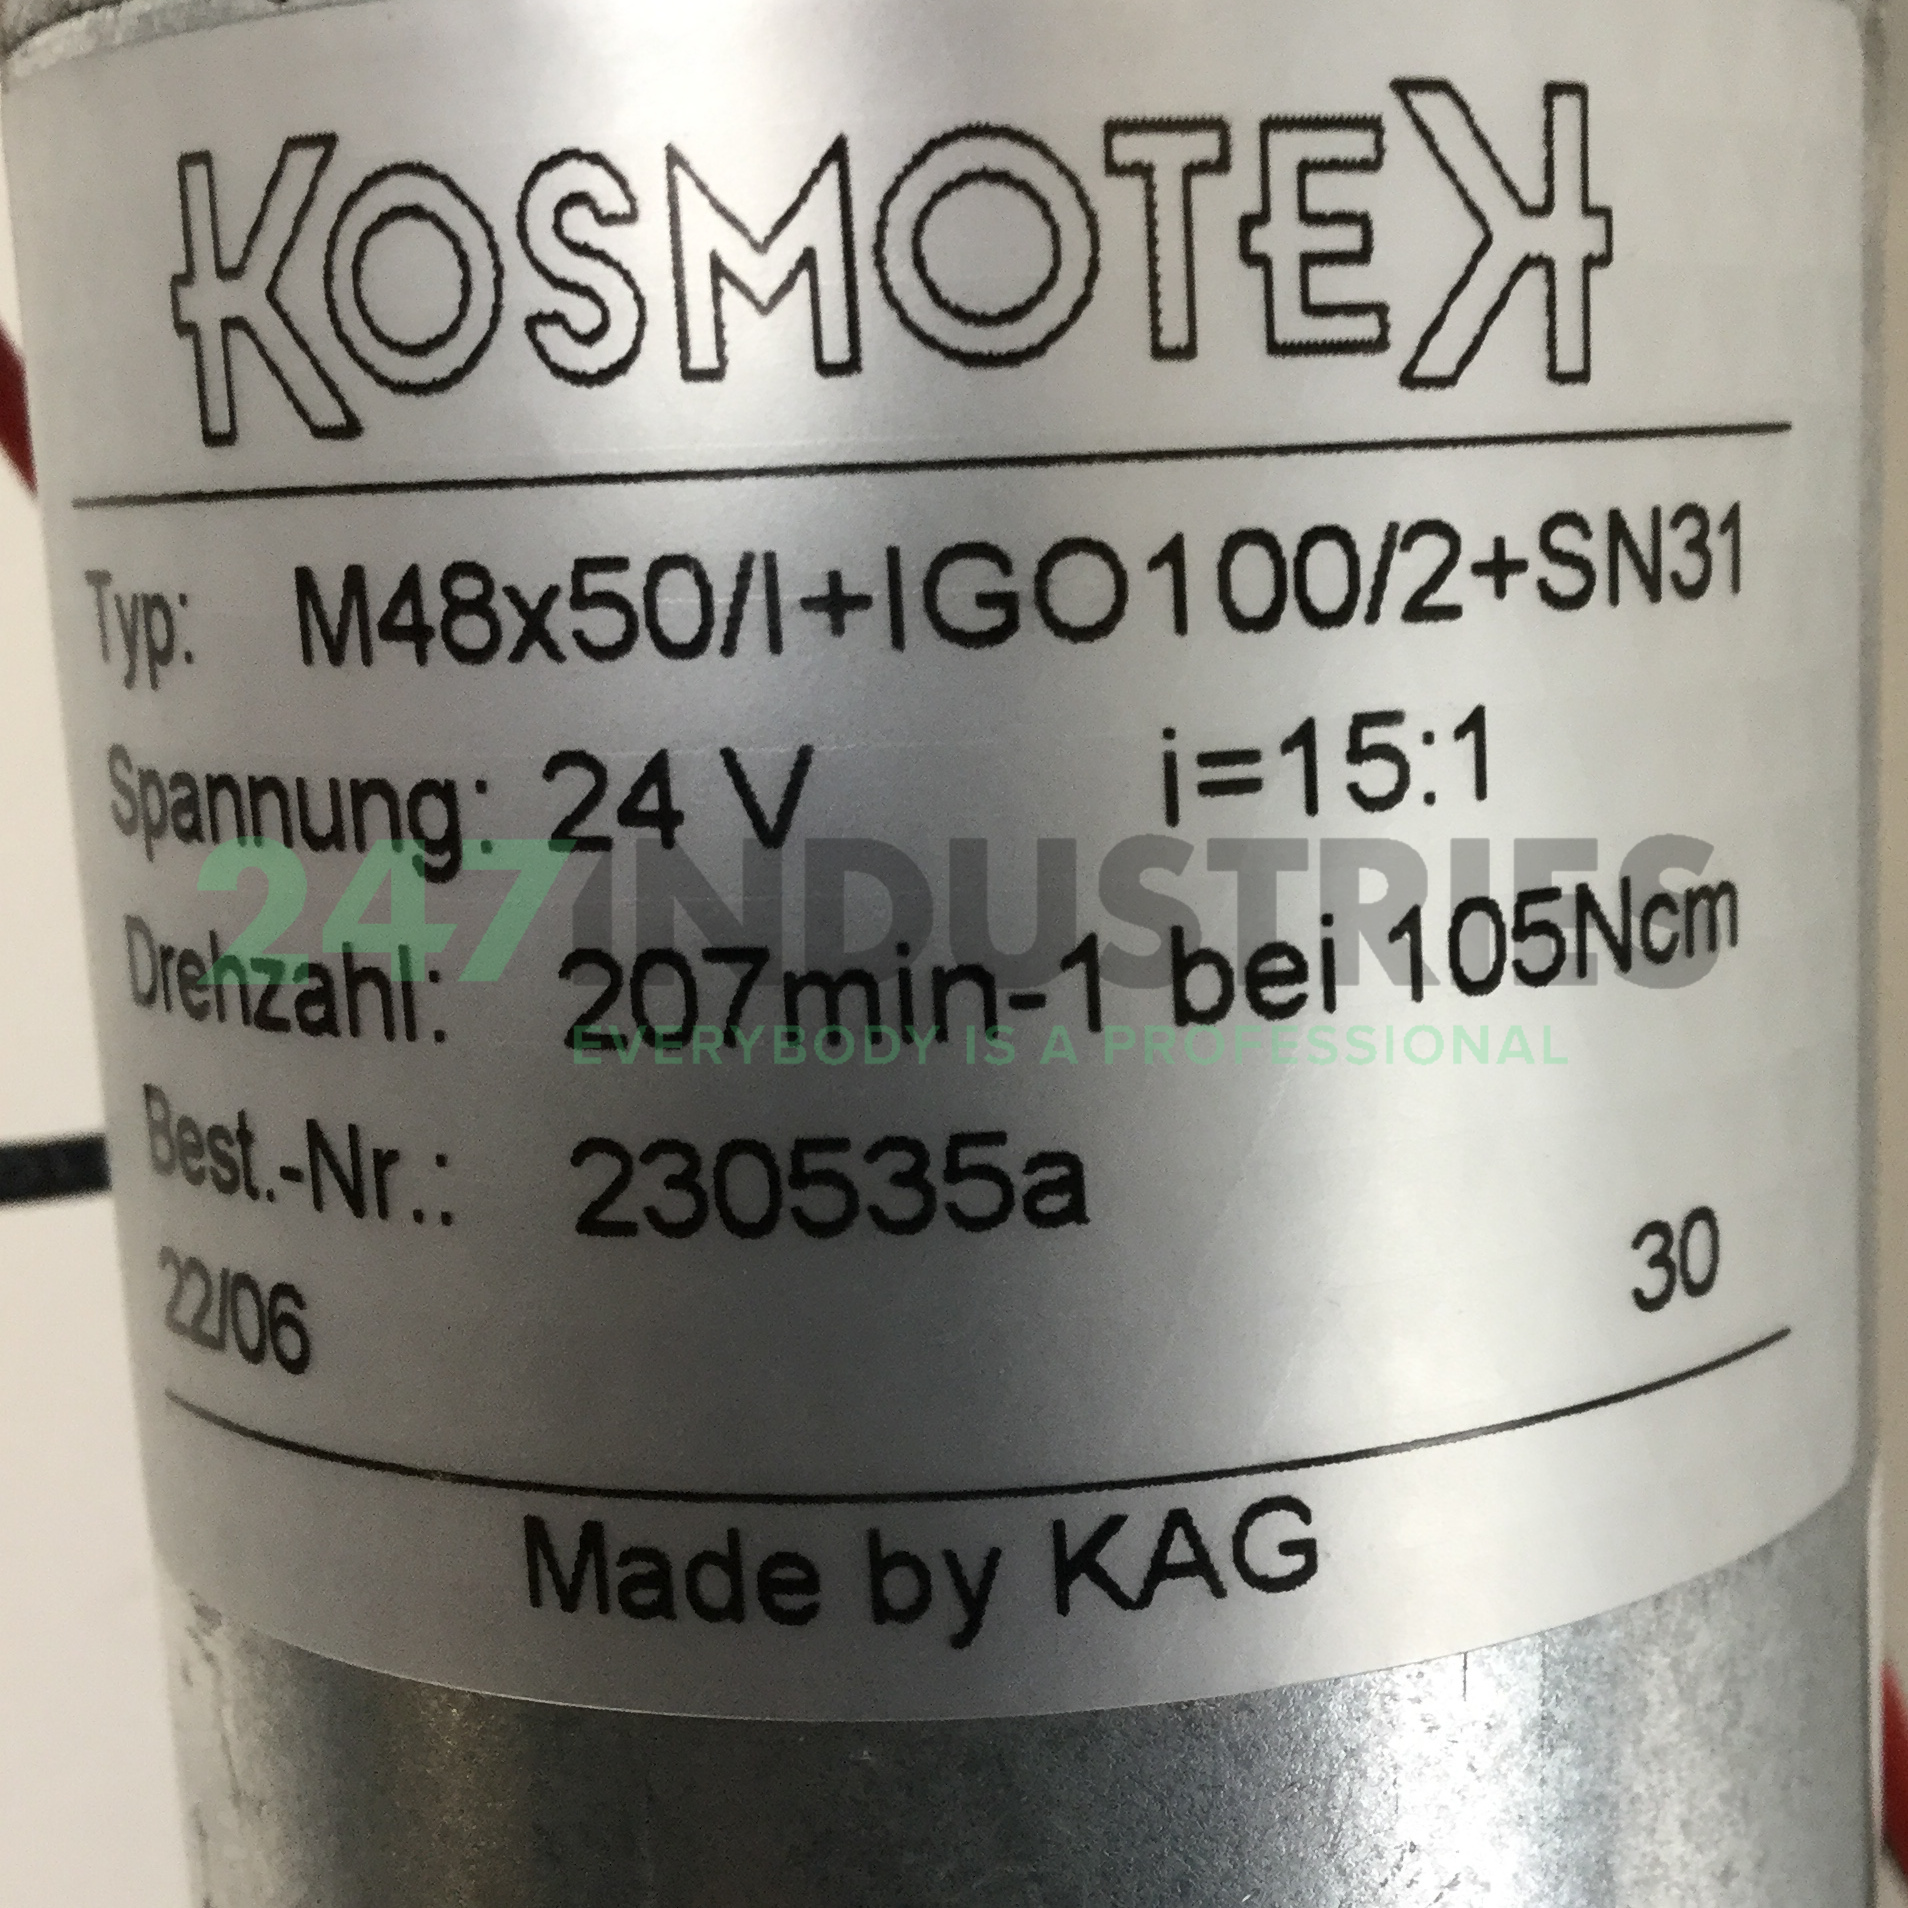 KOSMOTEK
Typ: M48x50/I+IGO100/2+SN31
Spannung: 24 V i=15:1
247INDUSTRIES
Drehzahl: 207min-1 bei 105Ncm
EVERYBODY IS A PROFESSIONAL
Best.-Nr.: 230535a
22/06 30
Made by KAG